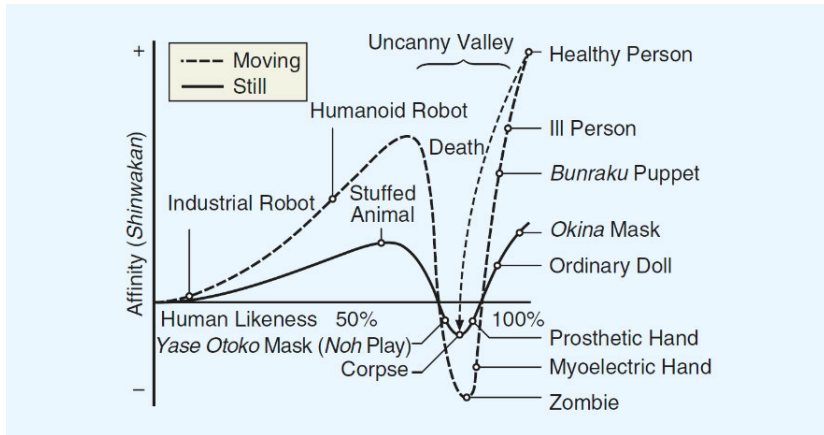 +
Affinity (Shinwakan)
−
Moving
Still
Uncanny Valley
Humanoid Robot
Death
Industrial Robot
Stuffed
Animal
Healthy Person
Ill Person
Bunraku Puppet
Okina Mask
Ordinary Doll
Human Likeness 50% 100%
Yase Otoko Mask (Noh Play)
Corpse
Prosthetic Hand
Myoelectric Hand
Zombie